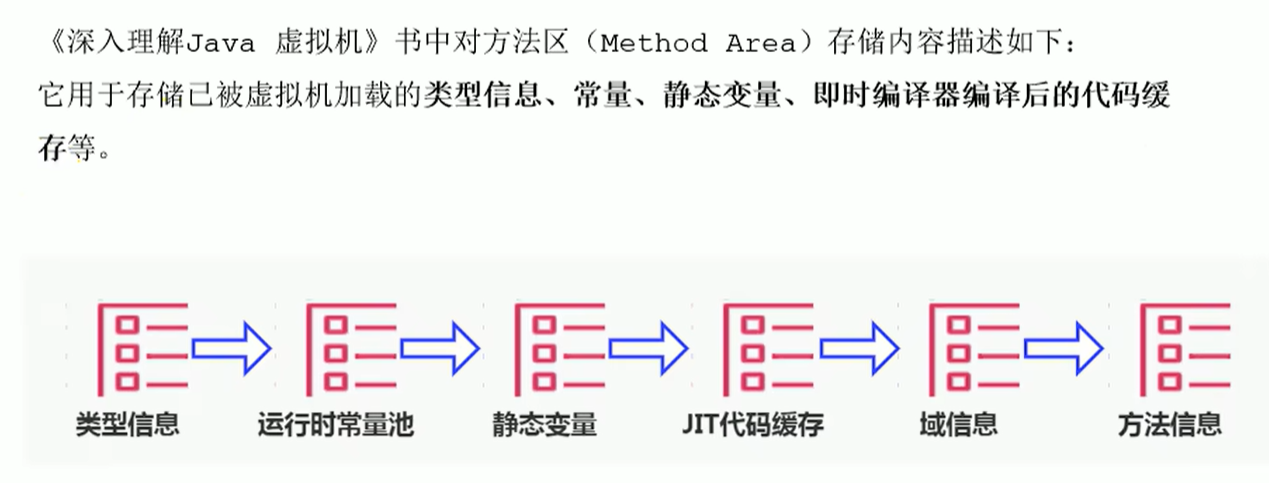 《深入理解Java 虚拟机》书中对方法区（Method Area）存储内容描述如下：
它用于存储已被虚拟机加载的类型信息、常量、静态变量、即时编译器编译后的代码缓
存等。
类型信息 运行时常量池 静态变量 JIT代码缓存 域信息 方法信息